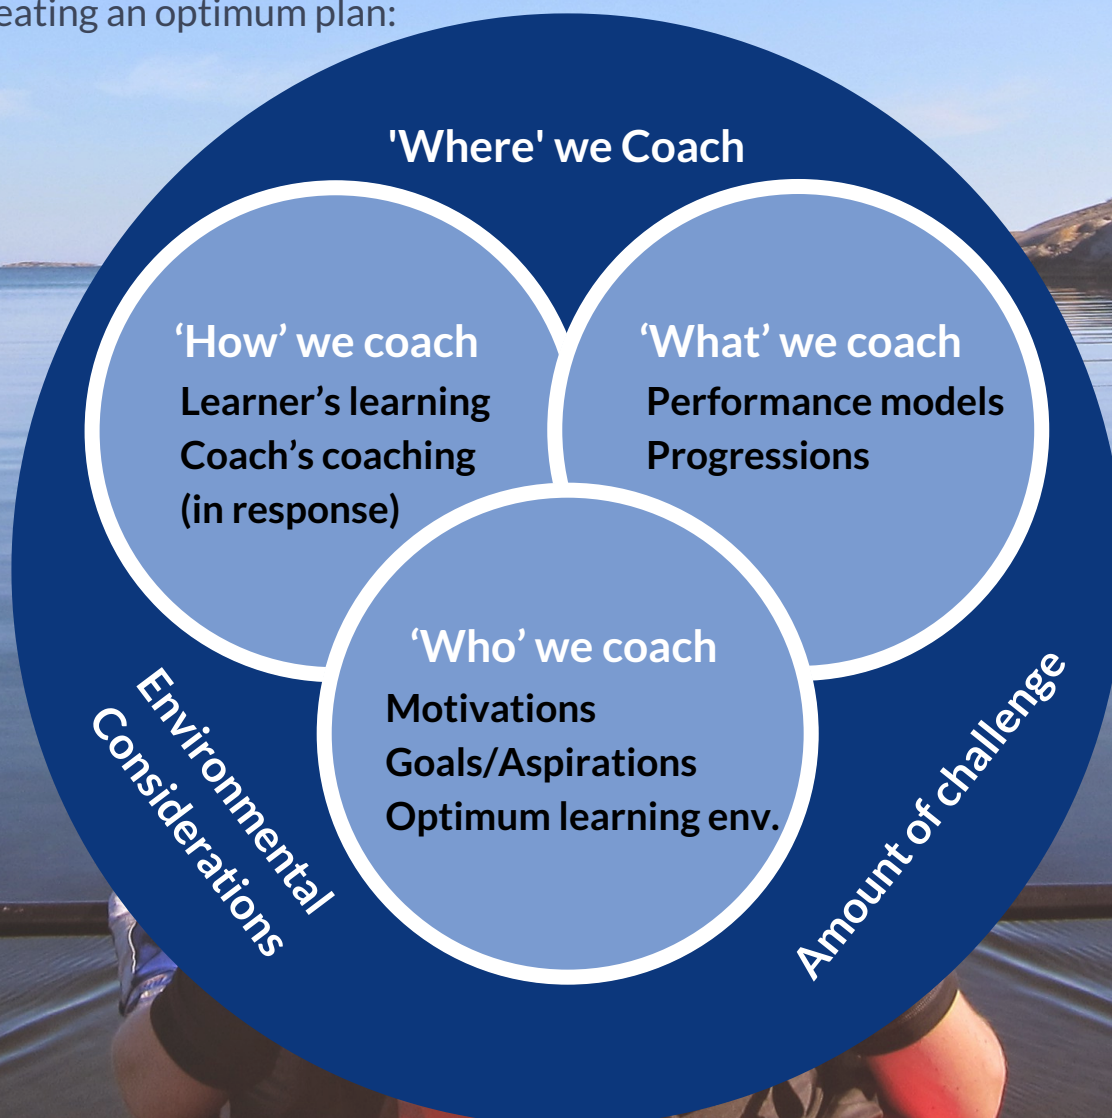 eating an optimum plan:
'Where' we Coach
‘How’ we coach
Learner’s learning
Coach’s coaching
(in response)
‘What’ we coach
Performance models
Progressions
‘Who’ we coach
Motivations
Goals/Aspirations
Optimum learning env.
Environmental
Considerations
Amount of challenge